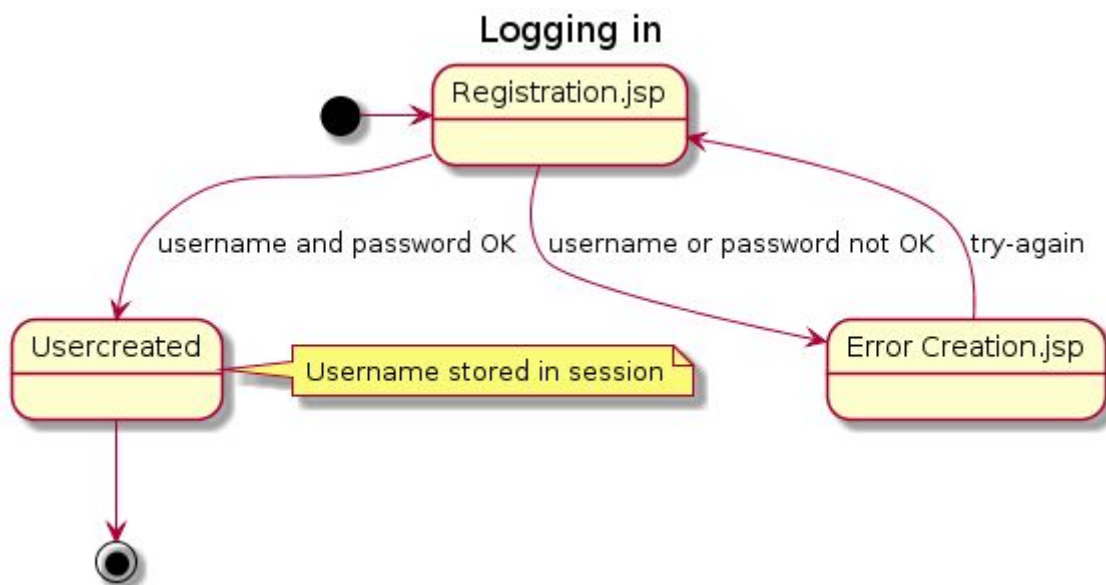 Logging in
Registration.jsp
username and password OK
username or password not OK
try-again
Usercreated
Username stored in session
Error Creation.jsp